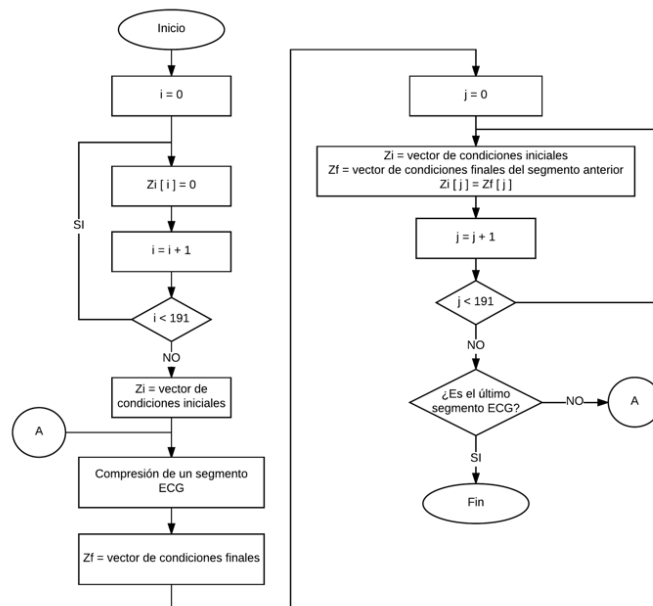 Inicio
i = 0
Zi [ i ] = 0
SI
i = i + 1
i < 191
NO
Zi = vector de
condiciones iniciales
A
Compresión de un segmento
ECG
Zf = vector de condiciones finales
j = 0
Zi = vector de condiciones iniciales
Zf = vector de condiciones finales del segmento anterior
Zi [ j ] = Zf [ j ]
j = j + 1
j < 191
NO
¿Es el último
segmento ECG?
NO
A
SI
Fin